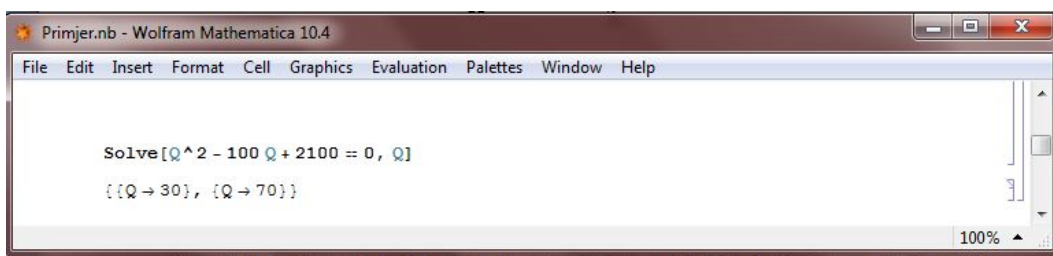 Primjer.nb - Wolfram Mathematica 10.4
File Edit Insert Format Cell Graphics Evaluation Palettes Window Help
Solve[Q^2 - 100 Q + 2100 == 0, Q]
{{Q → 30}, {Q → 70}}
100%